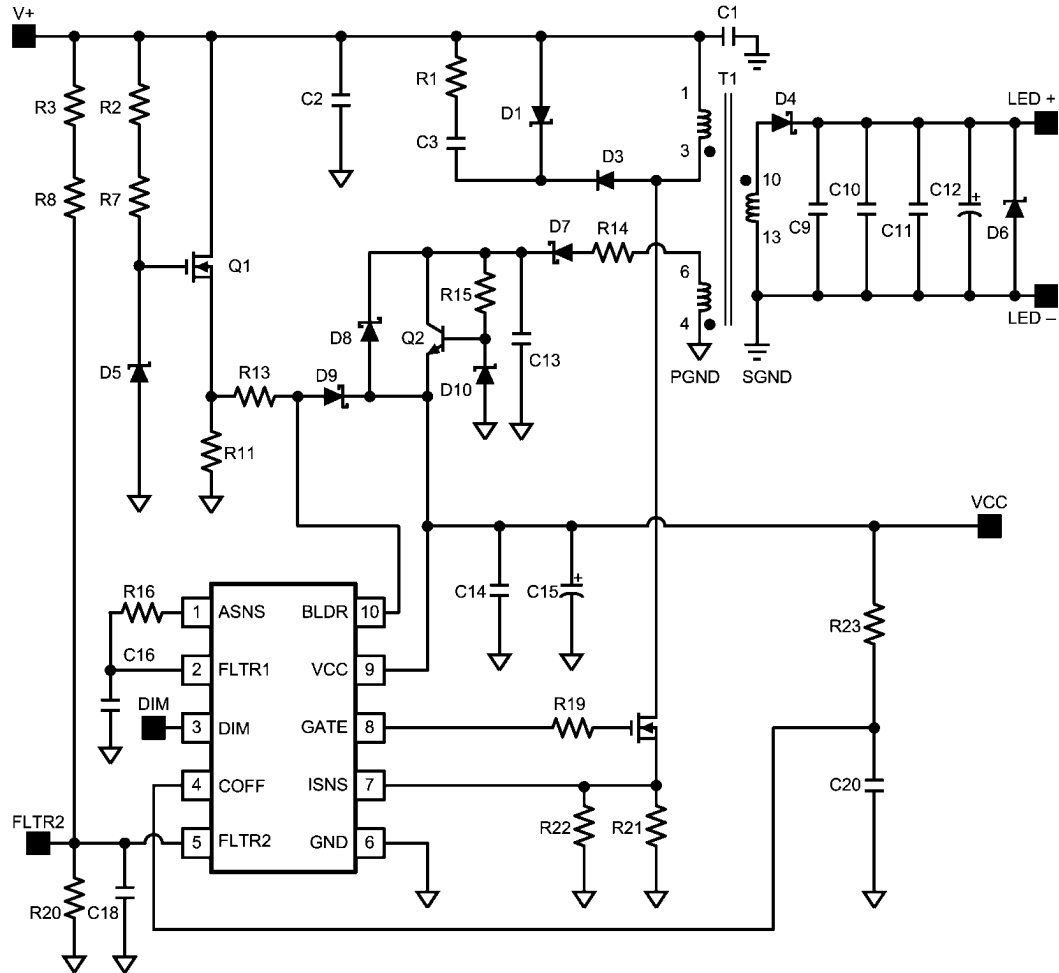 V+
C1
R3
R2
C2
R1
C3
D1
1
T1
3
D3
D4
LED +
R8
R7
10
13
C9
C10
C11
C12
+
D6
Q1
D7
R14
6
4
LED –
R15
D8
Q2
C13
D5
R13
D9
D10
PGND
SGND
R11
VCC
R16
1
ASNS
BLDR
10
C14
C15
+
R23
C16
2
FLTR1
VCC
9
DIM
3
DIM
GATE
8
R19
4
COFF
ISNS
7
C20
FLTR2
5
FLTR2
GND
6
R22
R21
R20
C18